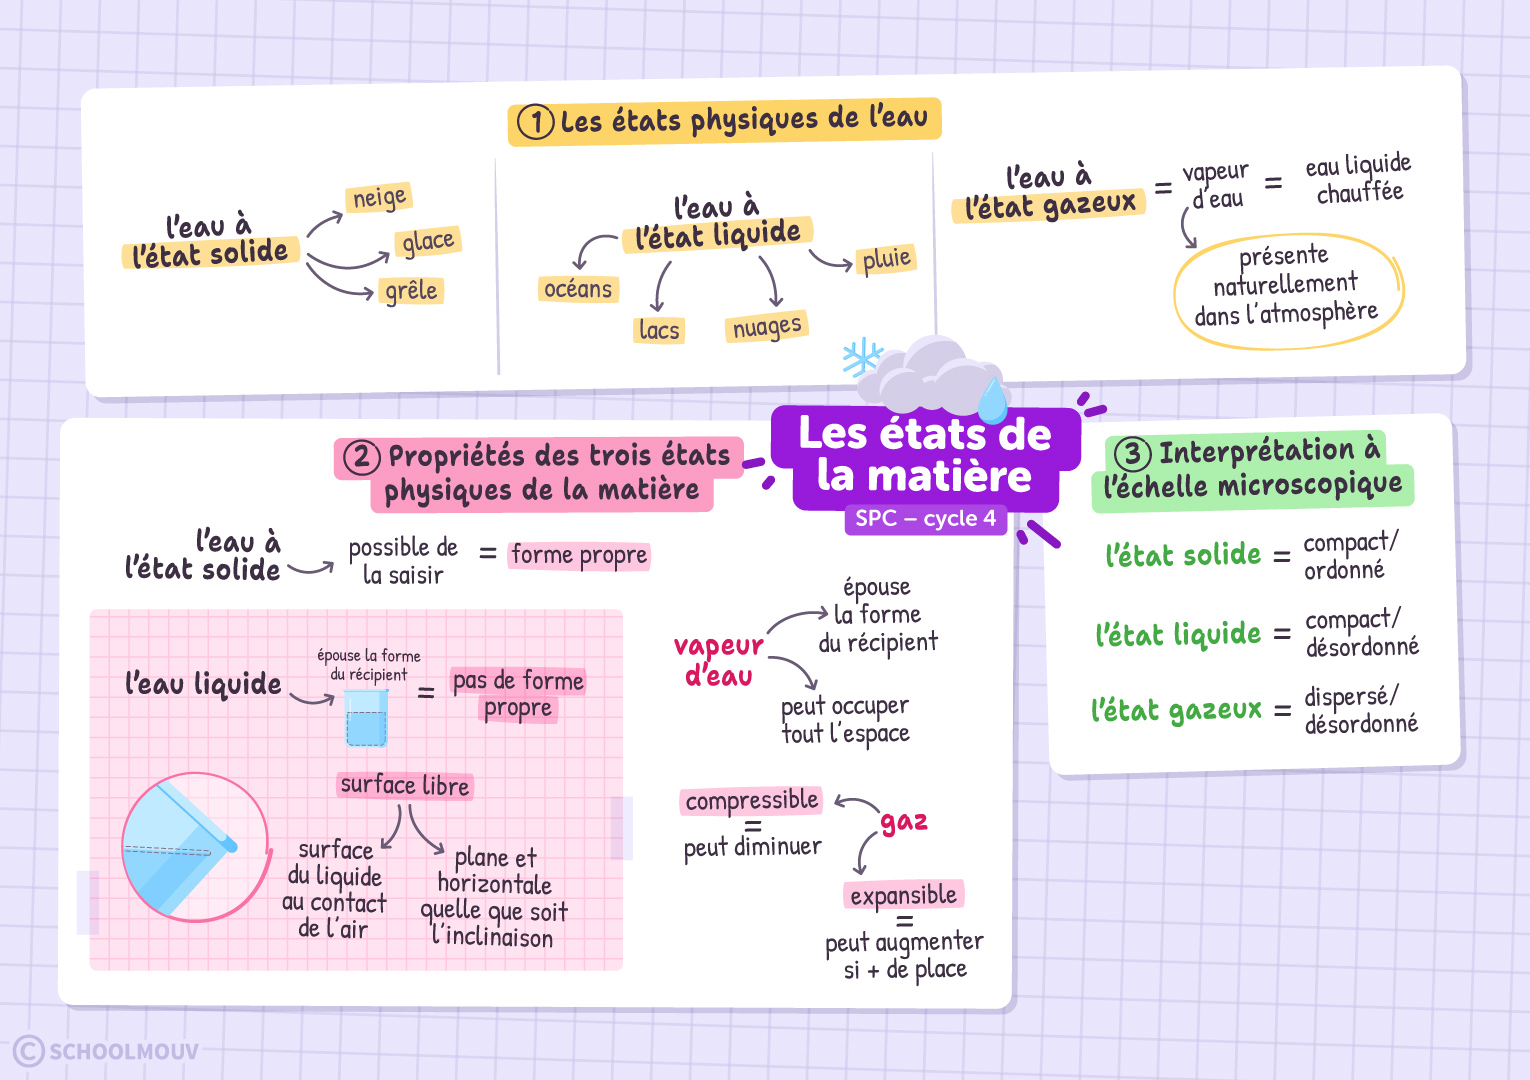 1 Les états physiques de l'eau
l'eau à
l'état solide
neige
glace
grêle
l'eau à
l'état liquide
océans
lacs
nuages
pluie
l'eau à
l'état gazeux
=
vapeur
d'eau
=
eau liquide
chauffée
présente
naturellement
dans l'atmosphère
Les états de
la matière
SPC – cycle 4
2 Propriétés des trois états
physiques de la matière
l'eau à
l'état solide
possible de
la saisir
= forme propre
l'eau liquide
épouse la forme
du récipient
=
pas de forme
propre
surface libre
surface
du liquide
au contact
de l'air
plane et
horizontale
quelle que soit
l'inclinaison
vapeur
d'eau
épouse
la forme
du récipient
peut occuper
tout l'espace
gaz
compressible
=
peut diminuer
expansible
=
peut augmenter
si + de place
3 Interprétation à
l'échelle microscopique
l'état solide =
compact/
ordonné
l'état liquide =
compact/
désordonné
l'état gazeux =
dispersé/
désordonné
© SCHOOLMOUV